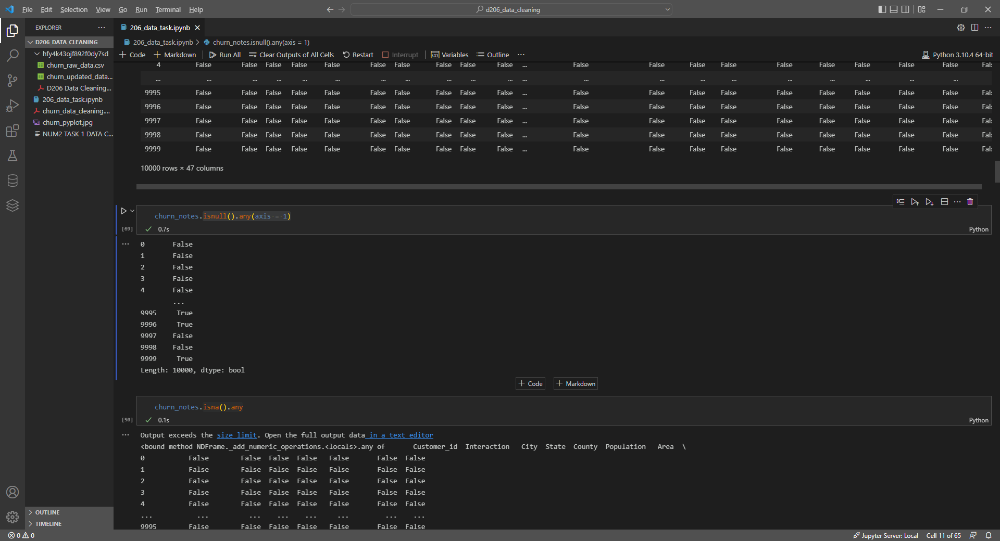 File Edit Selection View Go Run Terminal Help
d206_data_cleaning
EXPLORER
206_data_task.ipynb
D206_DATA_CLEANING
hfy4k43ojf892f0dy7sd
churn_raw_data.csv
churn_updated_data...
D206 Data Cleaning...
206_data_task.ipynb
churn_data_cleaning....
churn_pyplot.jpg
NUM2 TASK 1 DATA C...
OUTLINE
TIMELINE
206_data_task.ipynb > churn_notes.isnull().any(axis = 1)
+ Code + Markdown Run All Clear Outputs of All Cells Restart Interrupt Variables Outline ... Python 3.10.4 64-bit
4 False False False False False False False False False False ... False False False False False False False False False Fals
... ... ... ... ... ... ... ... ... ... ... ... ... ... ... ... ... ... ... ... ...
9995 False False False False False False False False False False ... False False False False False False False False False Fals
9996 False False False False False False False False False False ... False False False False False False False False False Fals
9997 False False False False False False False False False False ... False False False False False False False False False Fals
9998 False False False False False False False False False False ... False False False False False False False False False Fals
9999 False False False False False False False False False False ... False False False False False False False False False Fals
10000 rows × 47 columns
churn_notes.isnull().any(axis = 1)
[69] 0.7s Python
0 False
1 False
2 False
3 False
4 False
...
9995 True
9996 True
9997 False
9998 False
9999 True
Length: 10000, dtype: bool
+ Code + Markdown
churn_notes.isna().any
[50] 0.1s Python
Output exceeds the size limit. Open the full output data in a text editor
<bound method NDFrame._add_numeric_operations.<locals>.any of Customer_id Interaction City State County Population Area \
0 False False False False False False False
1 False False False False False False False
2 False False False False False False False
3 False False False False False False False
4 False False False False False False False
... ... ... ... ... ... ... ...
9995 False False False False False False False
0 0 Jupyter Server: Local Cell 11 of 65